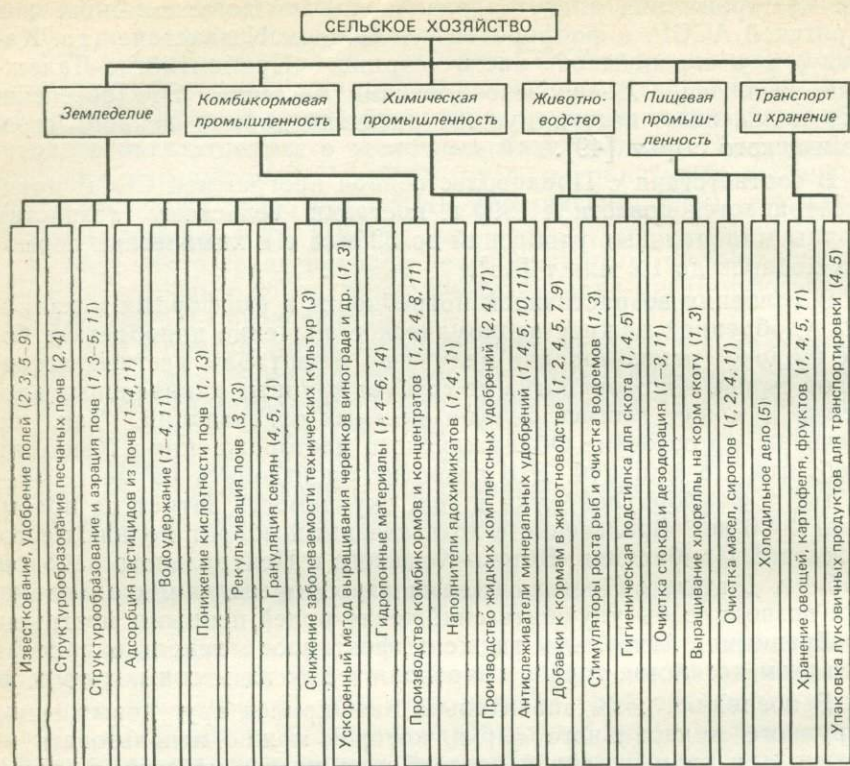 СЕЛЬСКОЕ ХОЗЯЙСТВО
Земледелие
Комбикормовая
промышленность
Химическая
промышленность
Животно-
водство
Пищевая
промыш-
ленность
Транспорт
и хранение
Известкование, удобрение полей (2, 3, 5-9)
Структурообразование песчаных почв (2, 4)
Структурообразование и аэрация почв (1, 3–5, 11)
Адсорбция пестицидов из почв (1–4,11)
Водоудержание (1–4, 11)
Понижение кислотности почв (1, 13)
Рекультивация почв (3, 13)
Грануляция семян (4, 5, 11)
Снижение заболеваемости технических культур (3)
Ускоренный метод выращивания черенков винограда и др. (1, 3)
Гидропонные материалы (1, 4–6, 14)
Производство комбикормов и концентратов (1, 2, 4, 8, 11)
Наполнители ядохимикатов (1, 4, 11)
Производство жидких комплексных удобрений (2, 4, 11)
Антислеживатели минеральных удобрений (1, 4, 5, 10, 11)
Добавки к кормам в животноводстве (1, 2, 4, 5, 7, 9)
Стимуляторы роста рыб и очистка водоемов (1, 3)
Гигиеническая подстилка для скота (1, 4, 5)
Очистка стоков и дезодорация (1–3, 11)
Выращивание хлореллы на корм скоту (1, 3)
Очистка масел, сиропов (1, 2, 4, 11)
Холодильное дело (5)
Хранение овощей, картофеля, фруктов (1, 4, 5, 11)
Упаковка луковичных продуктов для транспортировки (4, 5)